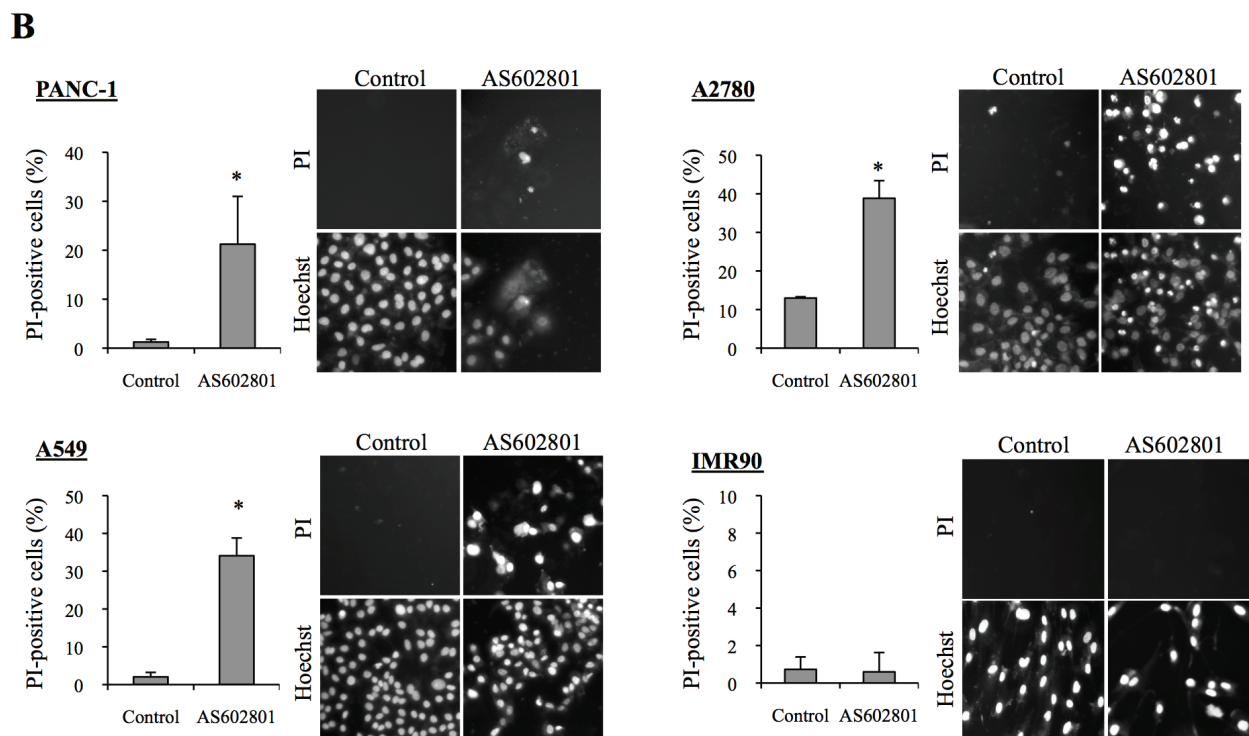 B
PANC-1
Control AS602801
PI-positive cells (%)
40
30
20
10
0
Control AS602801
*
PI
Hoechst
A2780
Control AS602801
PI-positive cells (%)
50
40
30
20
10
0
Control AS602801
*
PI
Hoechst
A549
Control AS602801
PI-positive cells (%)
50
40
30
20
10
0
Control AS602801
*
PI
Hoechst
IMR90
Control AS602801
PI-positive cells (%)
10
8
6
4
2
0
Control AS602801
PI
Hoechst